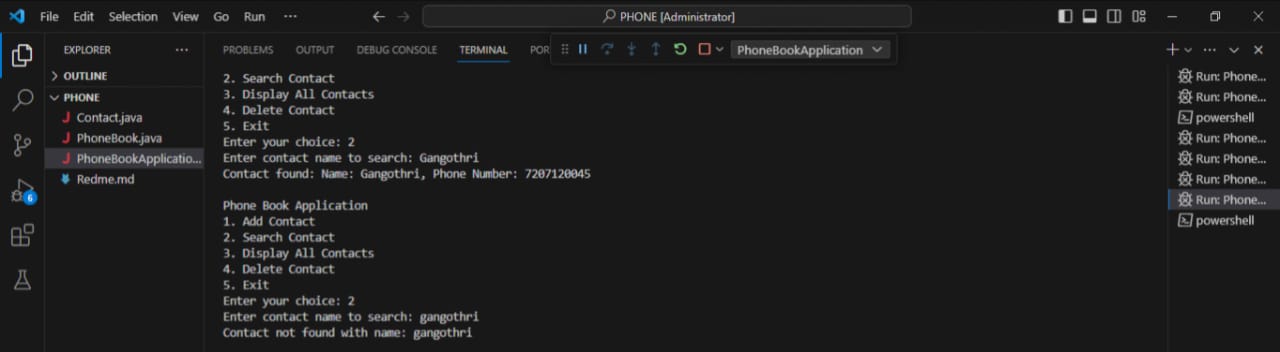 File Edit Selection View Go Run ··· PHONE [Administrator]
EXPLORER ···
OUTLINE
PHONE
Contact.java
PhoneBook.java
PhoneBookApplicatio...
Redme.md
6
PROBLEMS OUTPUT DEBUG CONSOLE TERMINAL POR PhoneBookApplication
2. Search Contact
3. Display All Contacts
4. Delete Contact
5. Exit
Enter your choice: 2
Enter contact name to search: Gangothri
Contact found: Name: Gangothri, Phone Number: 7207120045
Phone Book Application
1. Add Contact
2. Search Contact
3. Display All Contacts
4. Delete Contact
5. Exit
Enter your choice: 2
Enter contact name to search: gangothri
Contact not found with name: gangothri
Run: Phone...
Run: Phone...
powershell
Run: Phone...
Run: Phone...
Run: Phone...
Run: Phone...
powershell